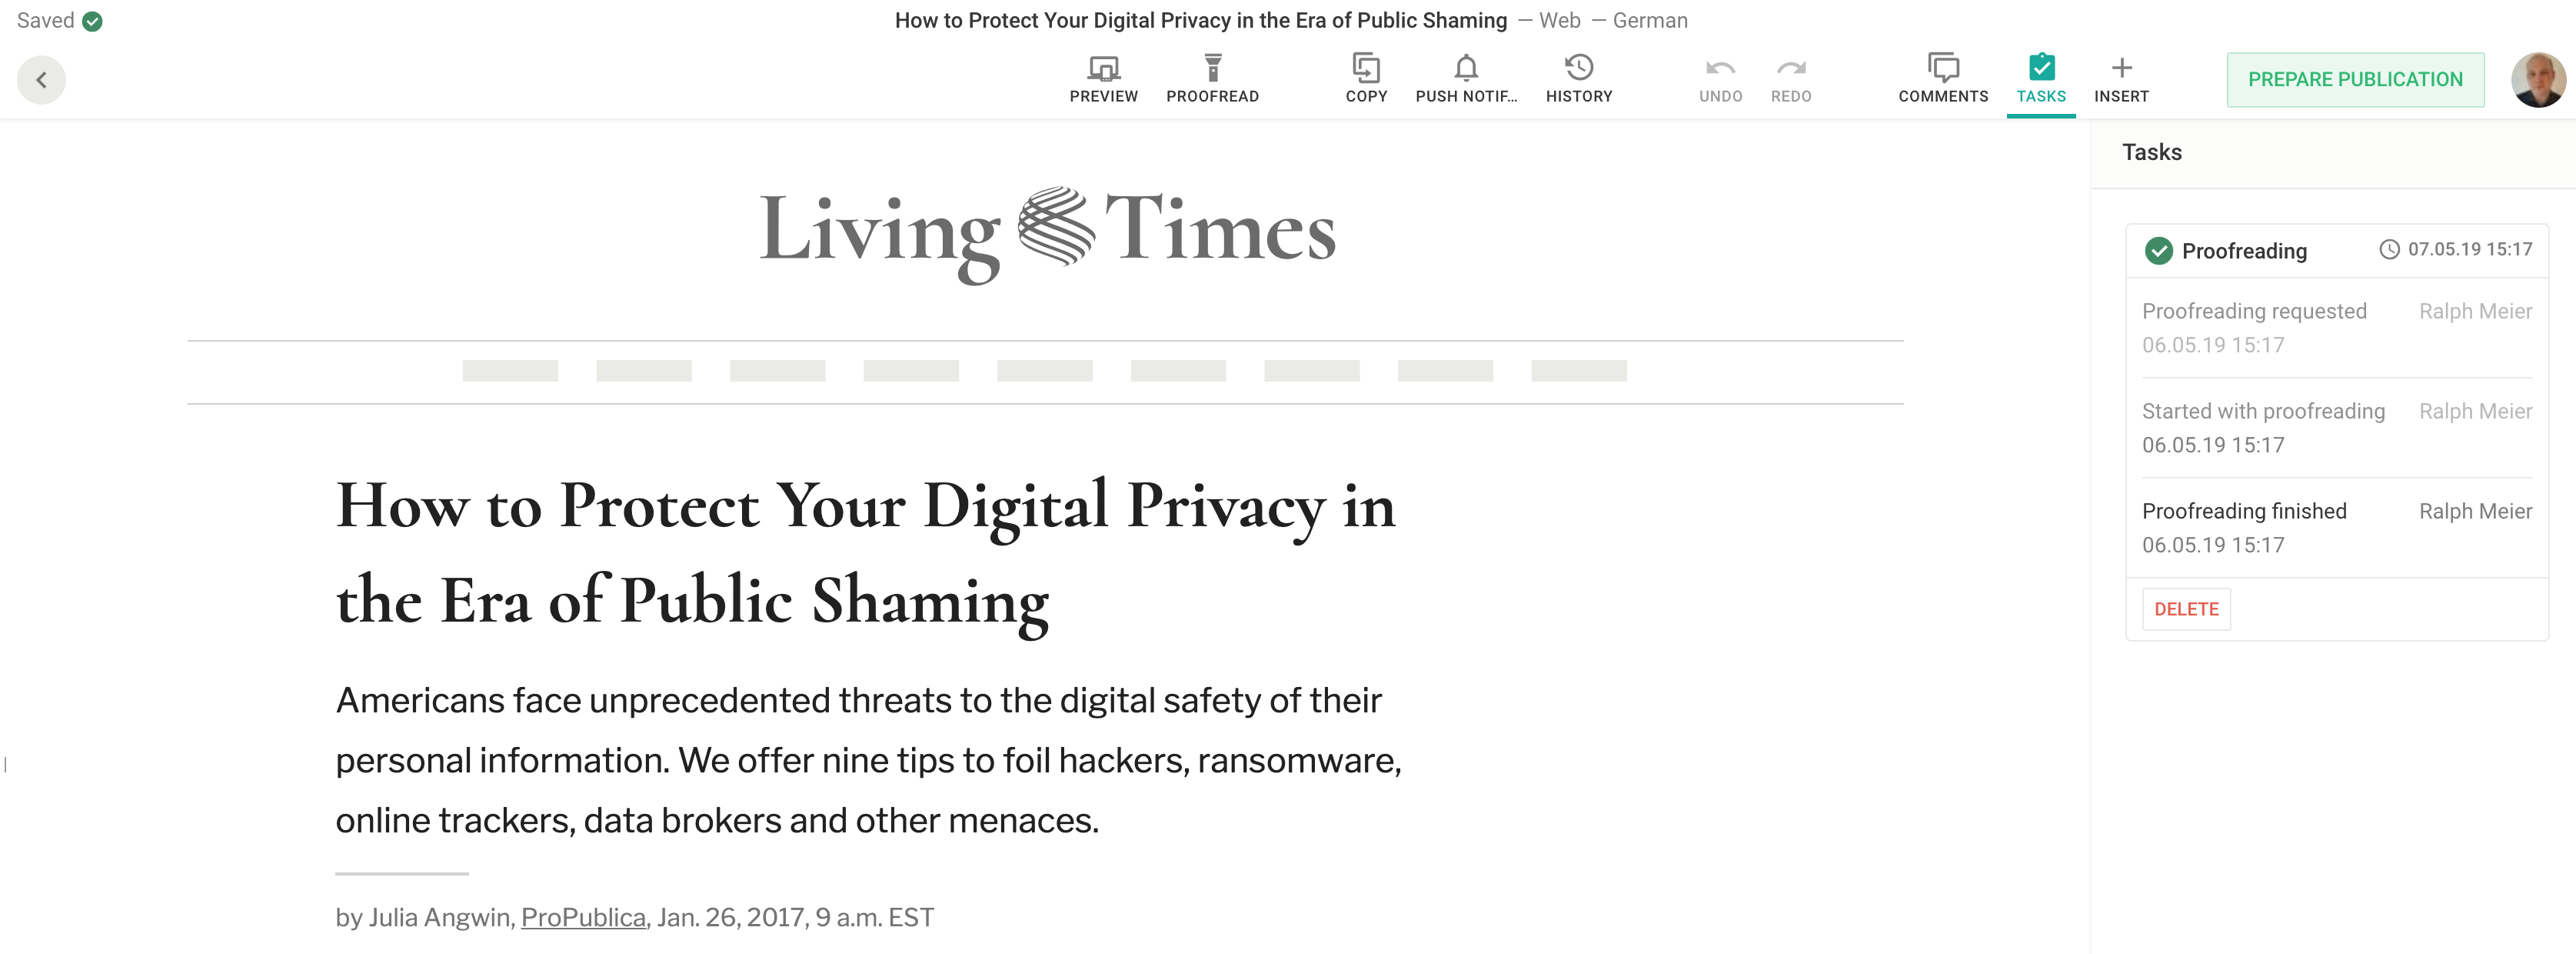 Saved
How to Protect Your Digital Privacy in the Era of Public Shaming — Web — German
PREVIEW
PROOFREAD
COPY
PUSH NOTIF...
HISTORY
UNDO
REDO
COMMENTS
TASKS
INSERT
PREPARE PUBLICATION
Living Times
How to Protect Your Digital Privacy in
the Era of Public Shaming
Americans face unprecedented threats to the digital safety of their
personal information. We offer nine tips to foil hackers, ransomware,
online trackers, data brokers and other menaces.
by Julia Angwin, ProPublica, Jan. 26, 2017, 9 a.m. EST
Tasks
Proofreading 07.05.19 15:17
Proofreading requested Ralph Meier
06.05.19 15:17
Started with proofreading Ralph Meier
06.05.19 15:17
Proofreading finished Ralph Meier
06.05.19 15:17
DELETE